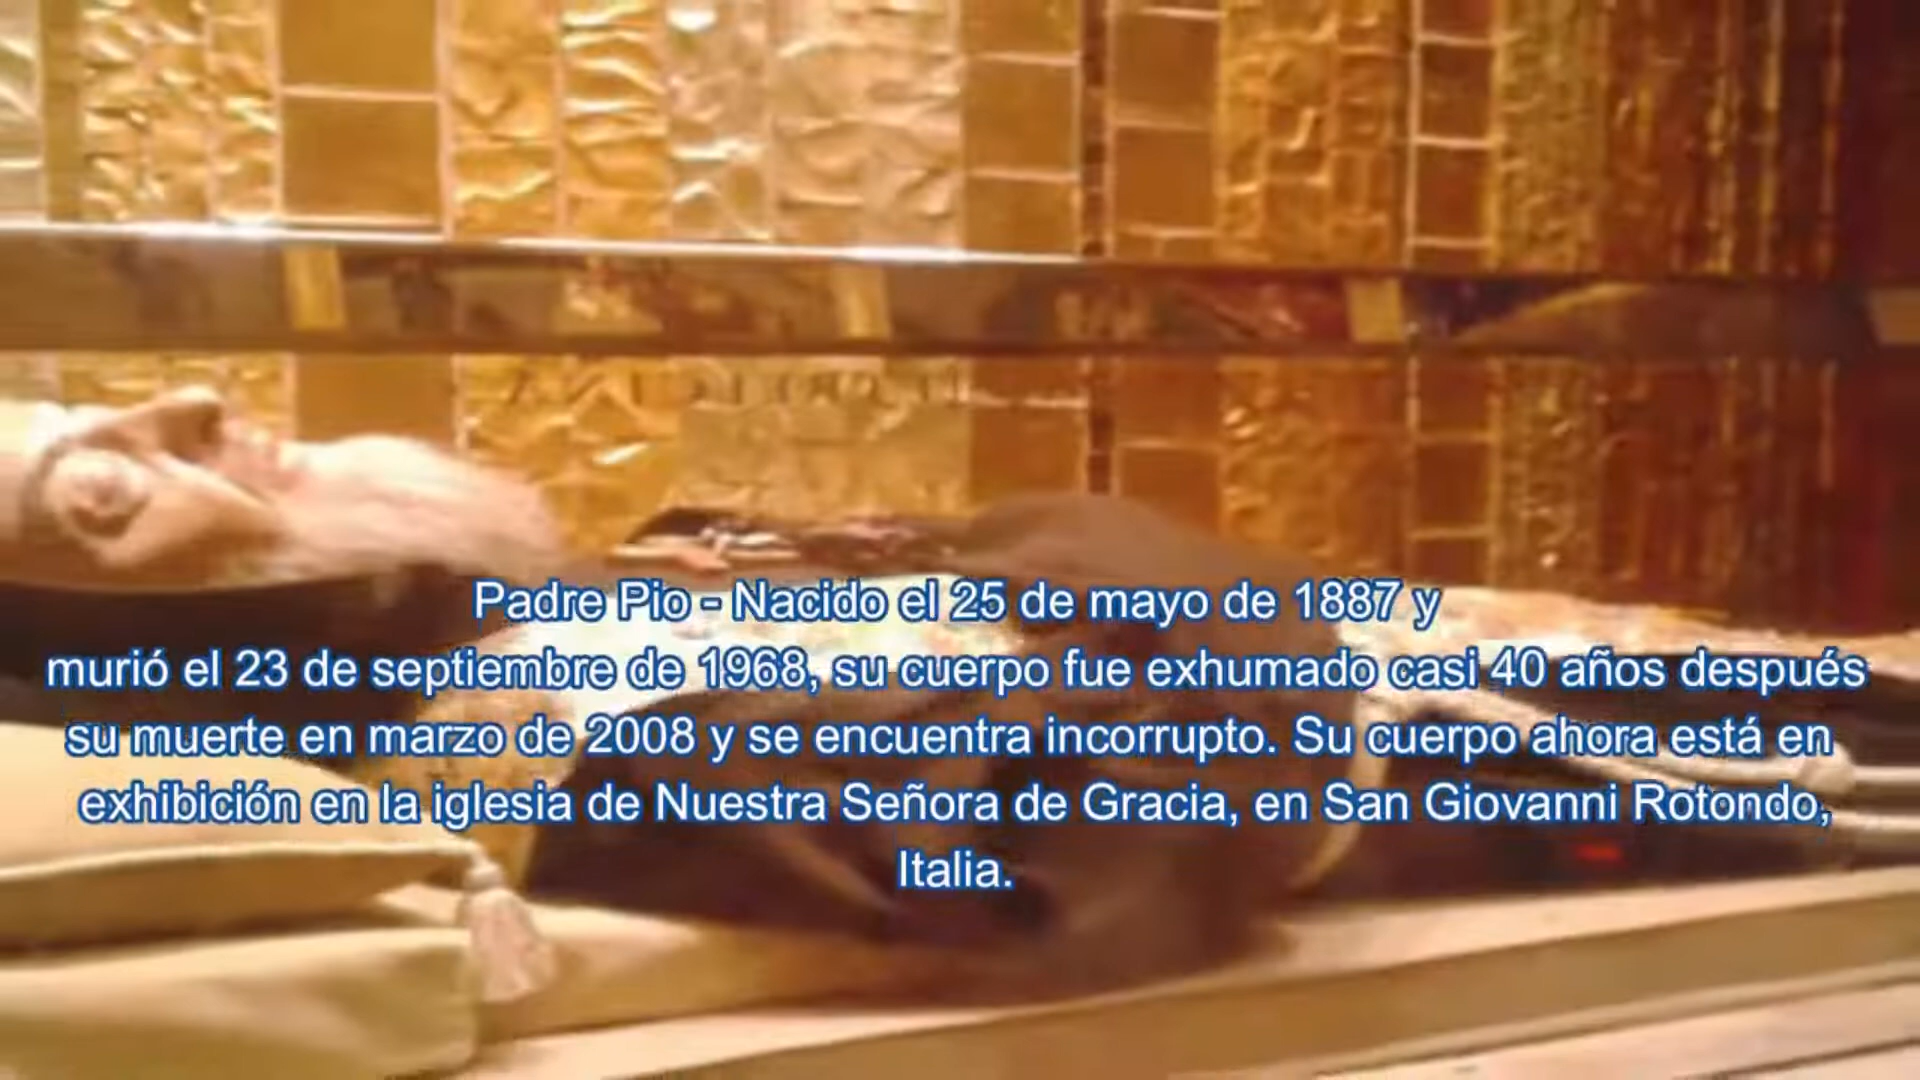 Padre Pio - Nacido el 25 de mayo de 1887 y
murió el 23 de septiembre de 1968, su cuerpo fue exhumado casi 40 años después
su muerte en marzo de 2008 y se encuentra incorrupto. Su cuerpo ahora está en
exhibición en la iglesia de Nuestra Señora de Gracia, en San Giovanni Rotondo,
Italia.